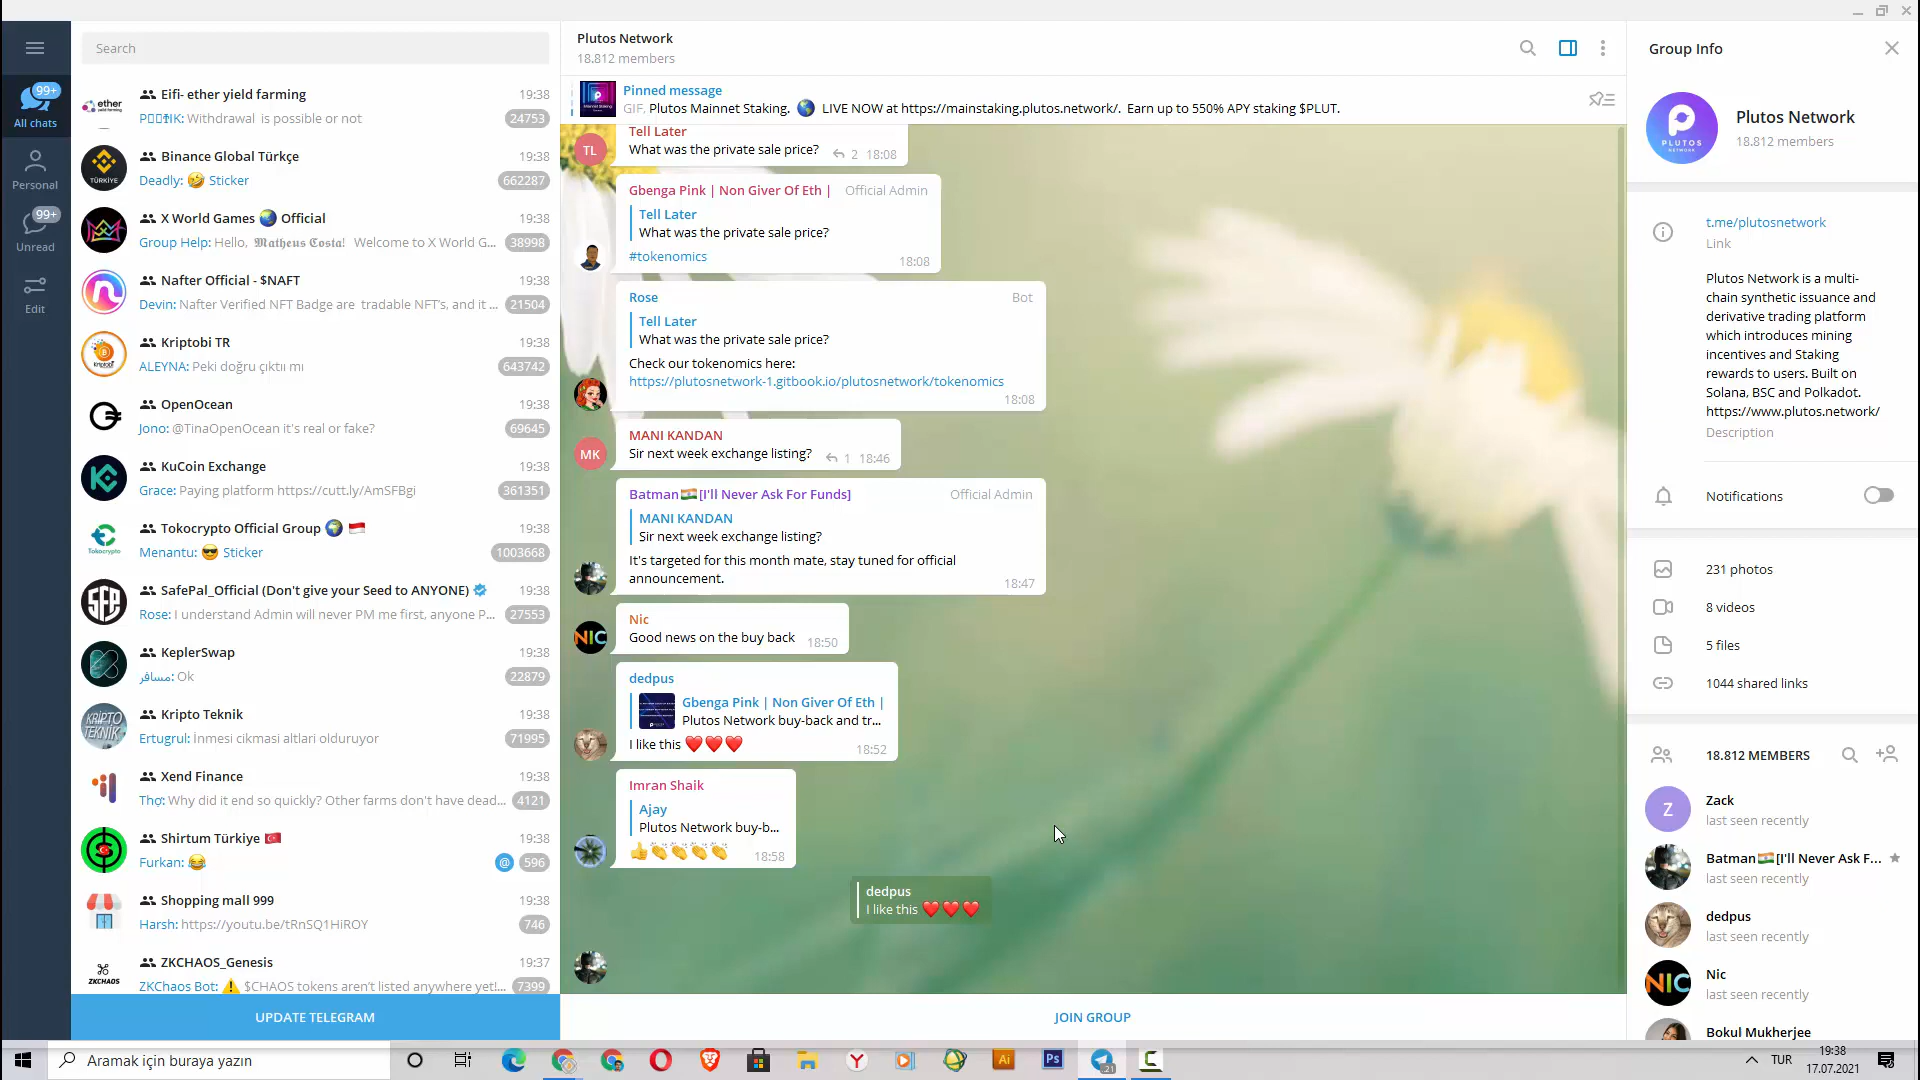 Search
99+
All chats
Personal
99+
Unread
Edit
Eifi- ether yield farming 19:38
Withdrawal is possible or not 24753
Binance Global Türkçe 19:38
Deadly: 🤣 Sticker 662287
X World Games 🌏 Official 19:38
Group Help: Hello, 𝕸𝖆𝖙𝖍𝖊𝖚𝖘 𝕮𝖔𝖘𝖙𝖆! Welcome to X World G... 38998
Nafter Official - $NAFT 19:38
Devin: Nafter Verified NFT Badge are tradable NFT's, and it ... 21504
Kriptobi TR 19:38
ALEYNA: Peki doğru çıktıı mı 643742
OpenOcean 19:38
Jono: @TinaOpenOcean it's real or fake? 69645
KuCoin Exchange 19:38
Grace: Paying platform https://cutt.ly/AmSFBgi 361351
Tokocrypto Official Group 🌍 🇮🇩 19:38
Menantu: 😎 Sticker 1003668
SafePal_Official (Don't give your Seed to ANYONE) 19:38
Rose: I understand Admin will never PM me first, anyone P... 27553
KeplerSwap 19:38
مسافر: Ok 22879
Kripto Teknik 19:38
Ertugrul: İnmesi cikmasi altlari olduruyor 71995
Xend Finance 19:38
Thọ: Why did it end so quickly? Other farms don't have dead... 4121
Shirtum Türkiye 🇹🇷 19:38
Furkan: 😂 @ 596
Shopping mall 999 19:38
Harsh: https://youtu.be/tRnSQ1HiROY 746
ZKCHAOS_Genesis 19:37
ZKChaos Bot: ⚠️ $CHAOS tokens aren't listed anywhere yet!... 7399
UPDATE TELEGRAM
Plutos Network
18.812 members
Pinned message
GIF, Plutos Mainnet Staking. 🌎 LIVE NOW at https://mainstaking.plutos.network/. Earn up to 550% APY staking $PLUT.
TL
Tell Later
What was the private sale price? 2 18:08
Gbenga Pink | Non Giver Of Eth | Official Admin
Tell Later
What was the private sale price?
#tokenomics 18:08
Rose Bot
Tell Later
What was the private sale price?
Check our tokenomics here:
https://plutosnetwork-1.gitbook.io/plutosnetwork/tokenomics
18:08
MK
MANI KANDAN
Sir next week exchange listing? 1 18:46
Batman🇮🇳[I'll Never Ask For Funds] Official Admin
MANI KANDAN
Sir next week exchange listing?
It's targeted for this month mate, stay tuned for official
announcement. 18:47
NIC
Nic
Good news on the buy back 18:50
dedpus
Gbenga Pink | Non Giver Of Eth |
Plutos Network buy-back and tr...
I like this ❤️❤️❤️ 18:52
Imran Shaik
Ajay
Plutos Network buy-b...
👍👏👏👏👏 18:58
dedpus
I like this ❤️❤️❤️
JOIN GROUP
Group Info
PLUTOS
NETWORK
Plutos Network
18.812 members
t.me/plutosnetwork
Link
Plutos Network is a multi-
chain synthetic issuance and
derivative trading platform
which introduces mining
incentives and Staking
rewards to users. Built on
Solana, BSC and Polkadot.
https://www.plutos.network/
Description
Notifications
231 photos
8 videos
5 files
1044 shared links
18.812 MEMBERS
Z
Zack
last seen recently
Batman🇮🇳[I'll Never Ask F...
last seen recently
dedpus
last seen recently
NIC
Nic
last seen recently
Bokul Mukherjee
Aramak için buraya yazın
Ai
Ps
21
TUR
19:38
17.07.2021